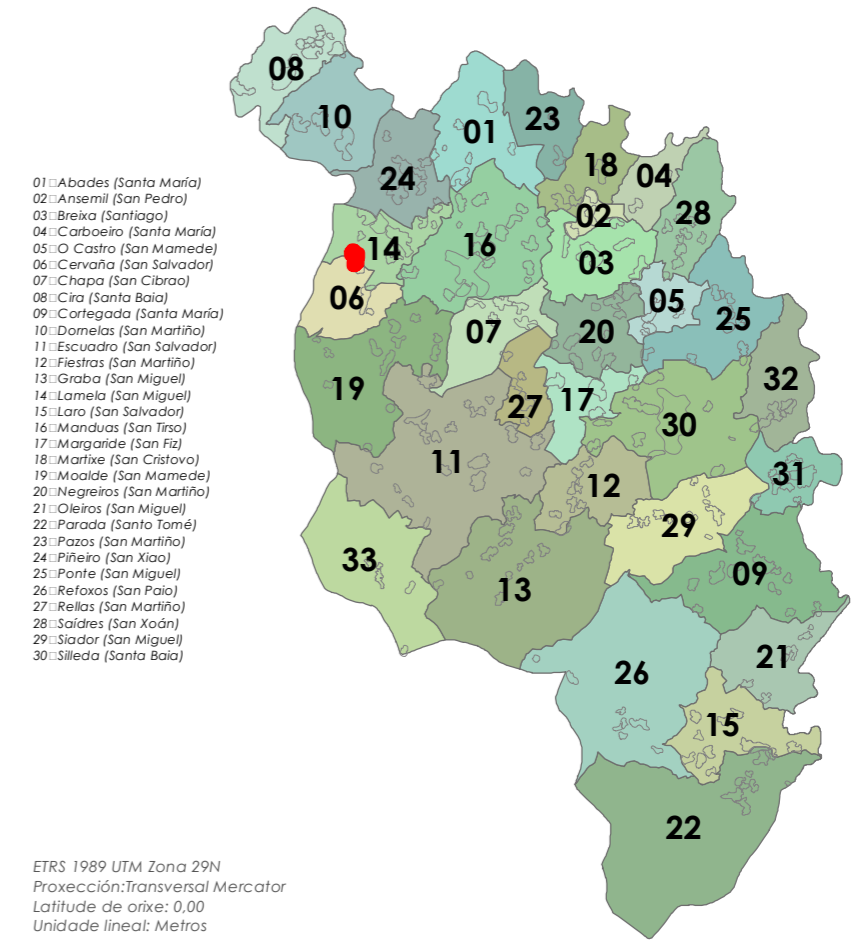 08
10
23
01
18
04
24
02
28
14
16
03
06
05
25
07
20
32
19
27
17
30
11
12
31
29
33
13
09
26
21
15
22
01□Abades (Santa María)
02□Ansemil (San Pedro)
03□Breixa (Santiago)
04□Carboeiro (Santa María)
05□O Castro (San Mamede)
06□Cervaña (San Salvador)
07□Chapa (San Cibrao)
08□Cira (Santa Baia)
09□Cortegada (Santa María)
10□Dornelas (San Martiño)
11□Escuadro (San Salvador)
12□Fiestras (San Martiño)
13□Graba (San Miguel)
14□Lamela (San Miguel)
15□Laro (San Salvador)
16□Manduas (San Tirso)
17□Margaride (San Fiz)
18□Martixe (San Cristovo)
19□Moalde (San Mamede)
20□Negreiros (San Martiño)
21□Oleiros (San Miguel)
22□Parada (Santo Tomé)
23□Pazos (San Martiño)
24□Piñeiro (San Xiao)
25□Ponte (San Miguel)
26□Refoxos (San Paio)
27□Rellas (San Martiño)
28□Saídres (San Xoán)
29□Siador (San Miguel)
30□Silleda (Santa Baia)
ETRS 1989 UTM Zona 29N
Proxección:Transversal Mercator
Latitude de orixe: 0,00
Unidade lineal: Metros